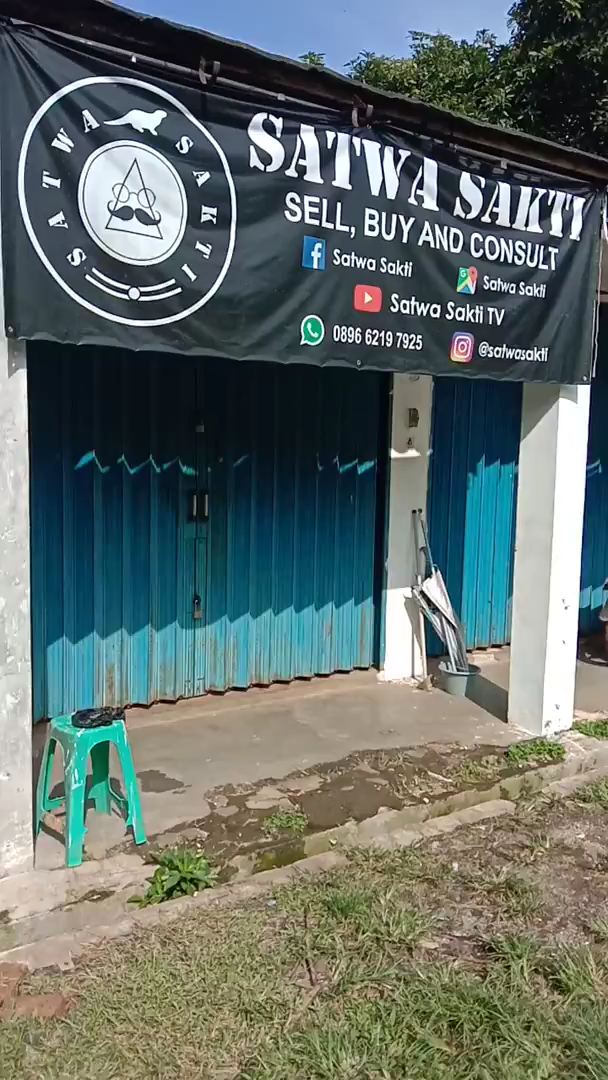 SATWA SAKTI
SATWA SAKTI
SELL, BUY AND CONSULT
Satwa Sakti
Satwa Sakti
Satwa Sakti TV
0896 6219 7925
@satwasakti